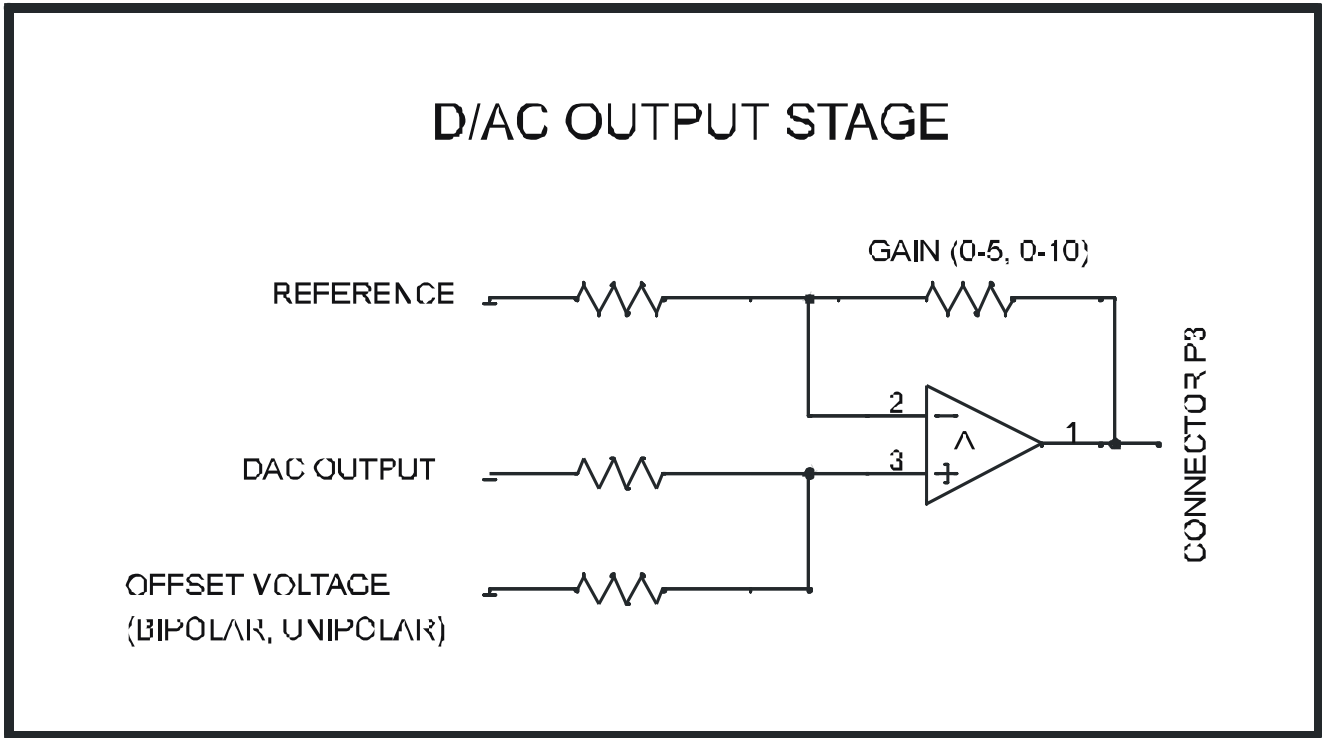 D/AC OUTPUT STAGE
GAIN (0-5, 0-10)
REFERENCE
CONNECTOR P3
2
1
3
DAC OUTPUT
OFFSET VOLTAGE
(BIPOLAR, UNIPOLAR)